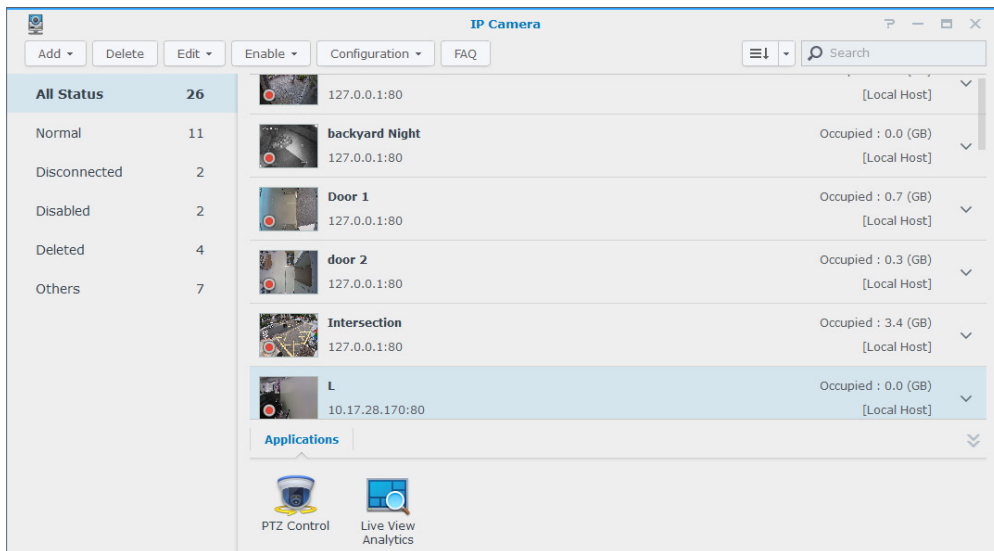 IP Camera
Add
Delete
Edit
Enable
Configuration
FAQ
Search
All Status 26
Normal 11
Disconnected 2
Disabled 2
Deleted 4
Others 7
127.0.0.1:80 [Local Host]
backyard Night Occupied : 0.0 (GB)
127.0.0.1:80 [Local Host]
Door 1 Occupied : 0.7 (GB)
127.0.0.1:80 [Local Host]
door 2 Occupied : 0.3 (GB)
127.0.0.1:80 [Local Host]
Intersection Occupied : 3.4 (GB)
127.0.0.1:80 [Local Host]
L Occupied : 0.0 (GB)
10.17.28.170:80 [Local Host]
Applications
PTZ Control
Live View
Analytics